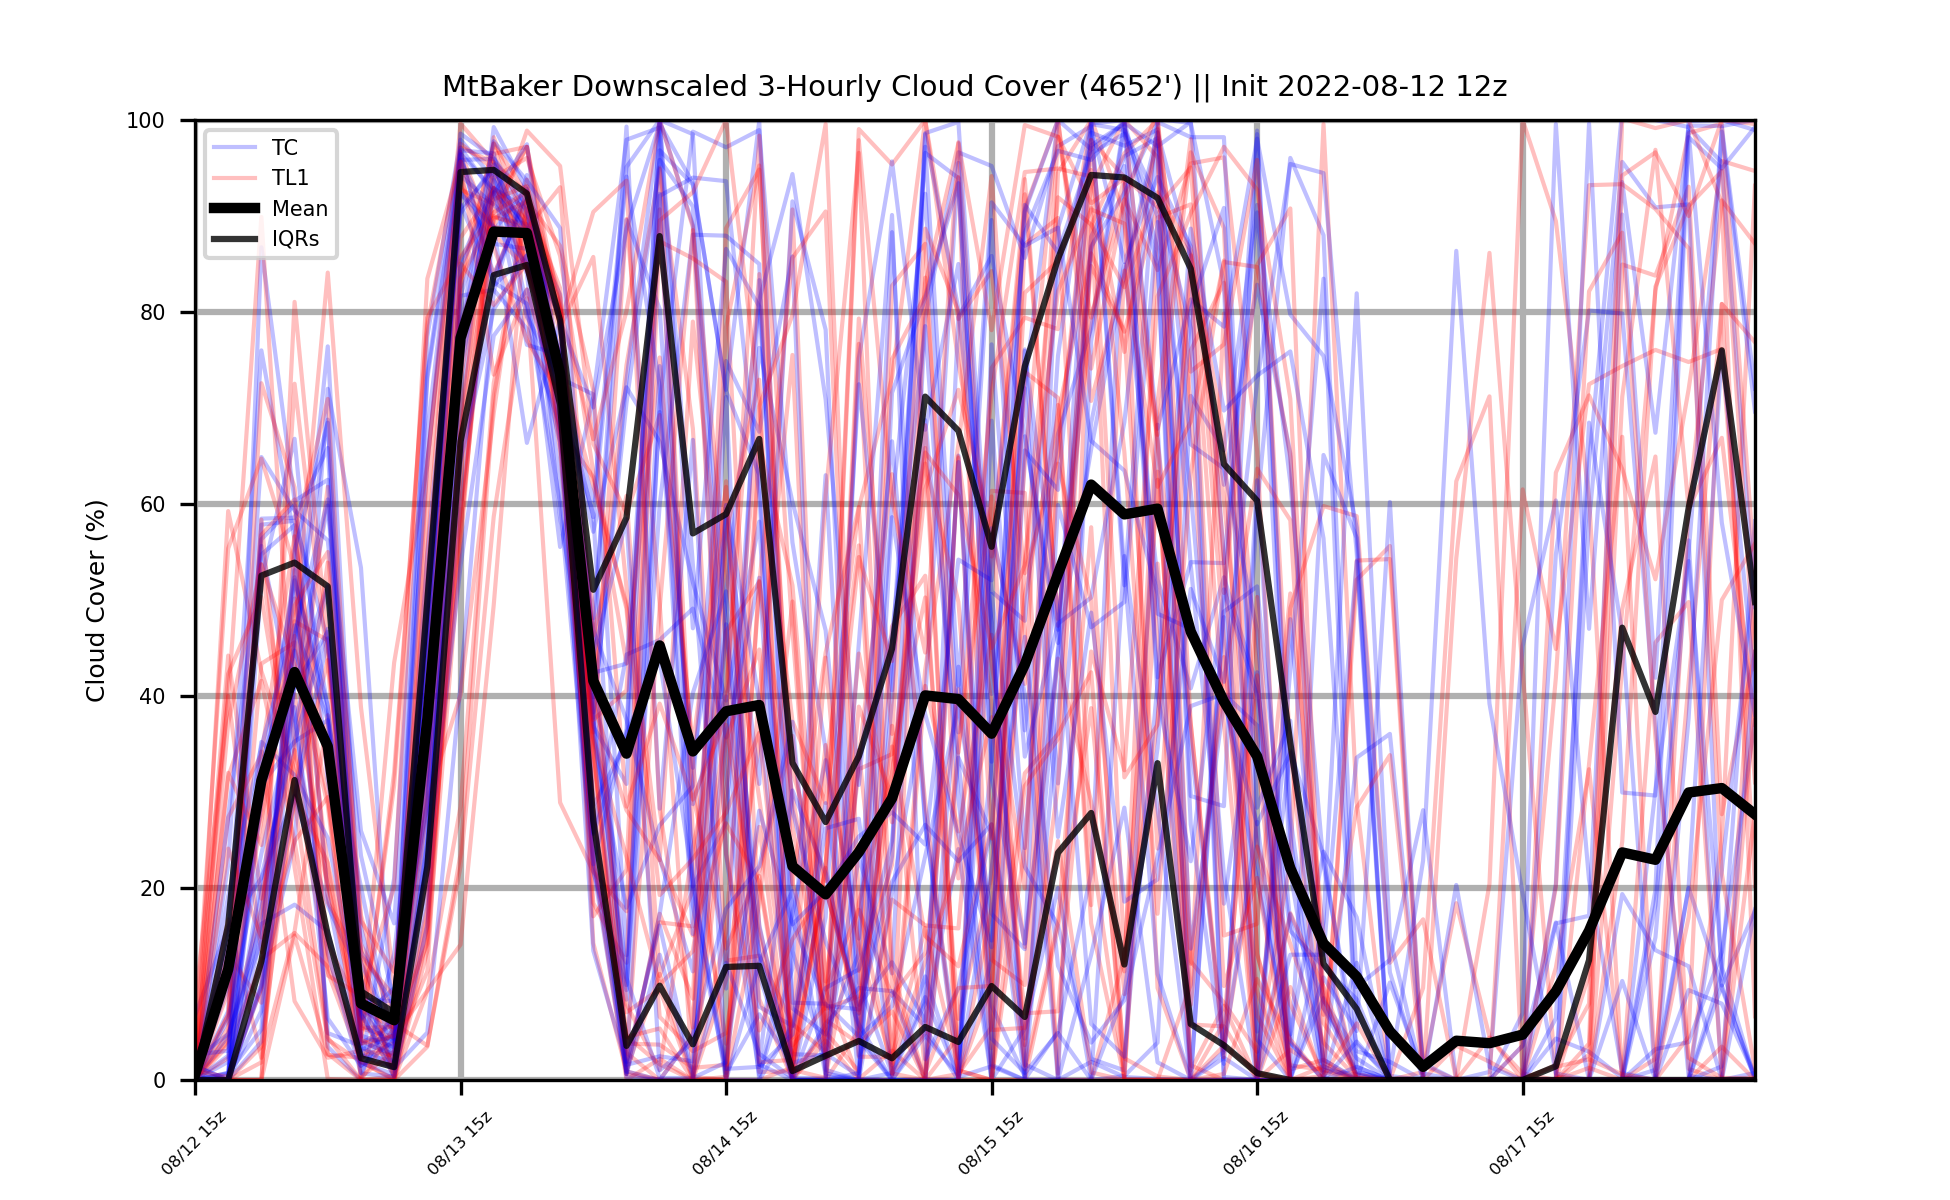 MtBaker Downscaled 3-Hourly Cloud Cover (4652') || Init 2022-08-12 12z
TC
TL1
Mean
IQRs
Cloud Cover (%)
100
80
60
40
20
0
08/12 15z
08/13 15z
08/14 15z
08/15 15z
08/16 15z
08/17 15z